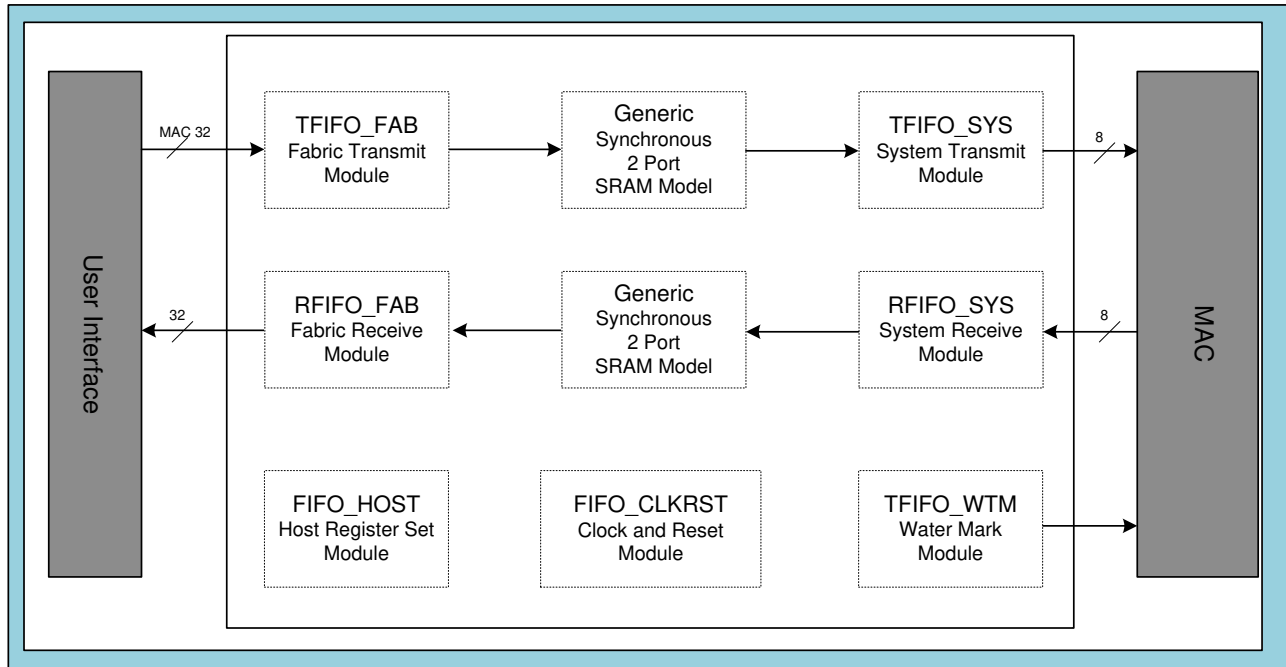 User Interface
MAC 32
TFIFO_FAB
Fabric Transmit
Module
Generic
Synchronous
2 Port
SRAM Model
TFIFO_SYS
System Transmit
Module
8
MAC
32
RFIFO_FAB
Fabric Receive
Module
Generic
Synchronous
2 Port
SRAM Model
RFIFO_SYS
System Receive
Module
8
FIFO_HOST
Host Register Set
Module
FIFO_CLKRST
Clock and Reset
Module
TFIFO_WTM
Water Mark
Module